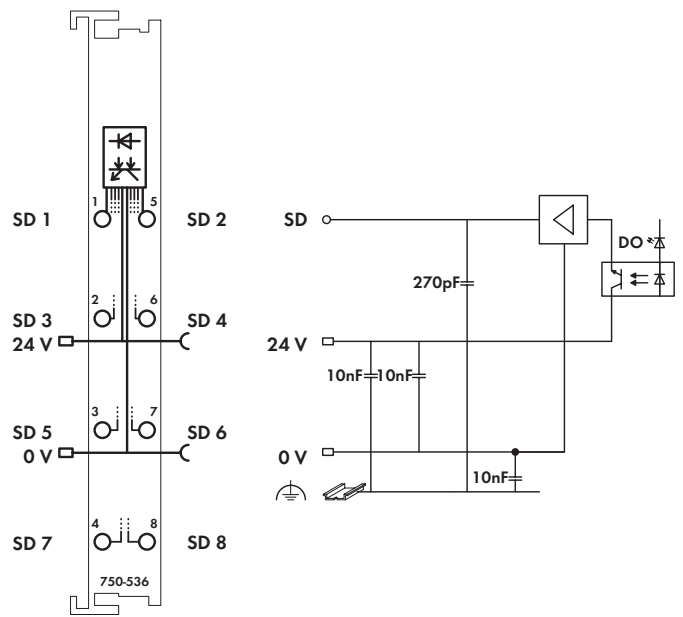 1 5
SD 1 SD 2
2 6
SD 3 SD 4
24 V
3 7
SD 5 SD 6
0 V
4 8
SD 7 SD 8
750-536
SD
DO
270pF
24 V
10nF 10nF
0 V
10nF